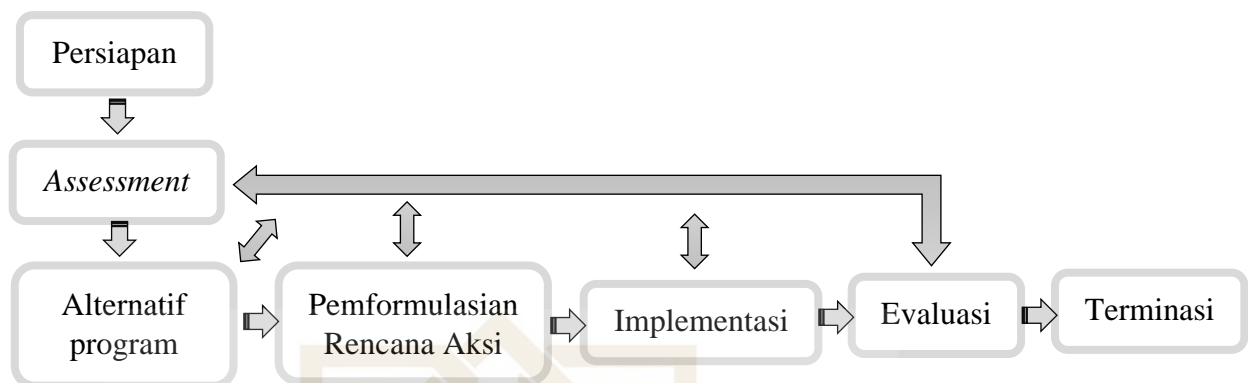 Persiapan
Assessment
Alternatif
program
Pemformulasian
Rencana Aksi
Implementasi
Evaluasi
Terminasi